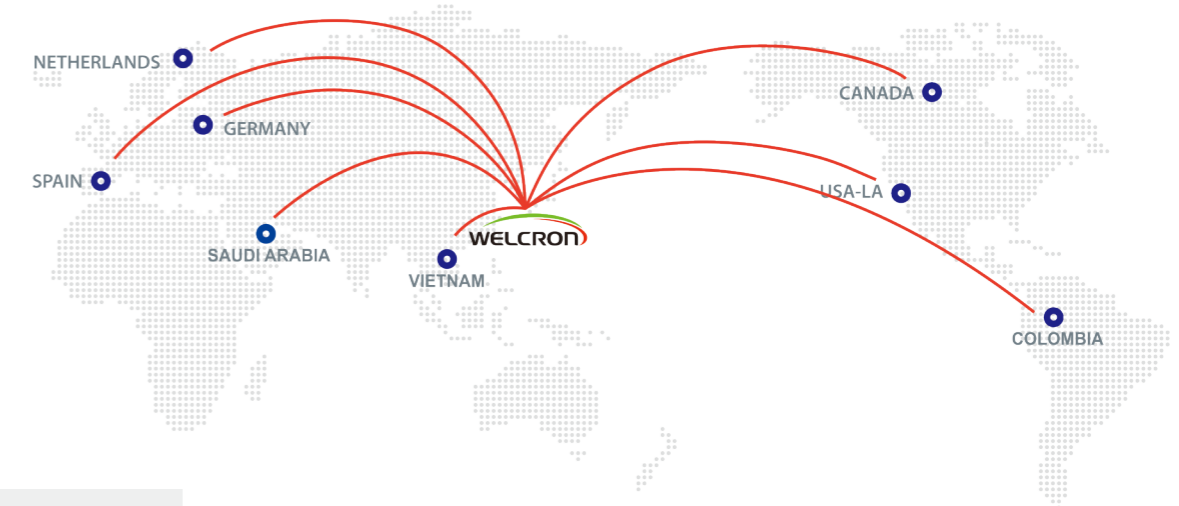 NETHERLANDS
CANADA
GERMANY
SPAIN
USA-LA
WELCRON
SAUDI ARABIA
VIETNAM
COLOMBIA